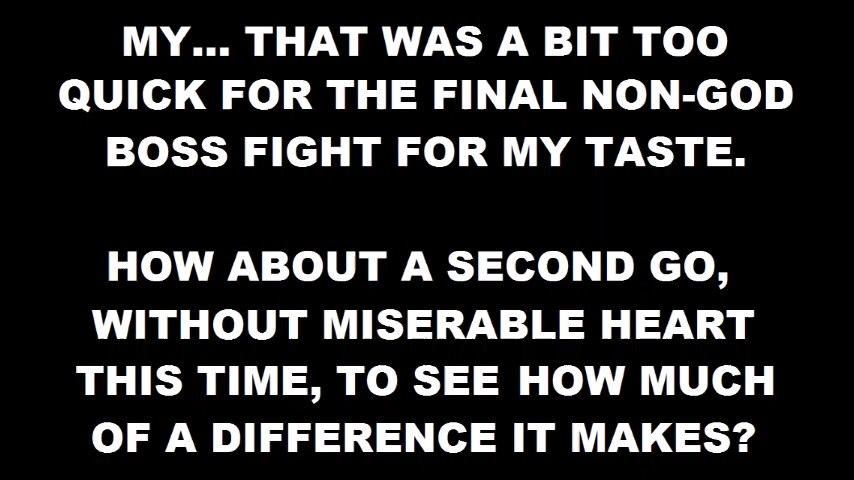 MY... THAT WAS A BIT TOO
QUICK FOR THE FINAL NON-GOD
BOSS FIGHT FOR MY TASTE.
HOW ABOUT A SECOND GO,
WITHOUT MISERABLE HEART
THIS TIME, TO SEE HOW MUCH
OF A DIFFERENCE IT MAKES?